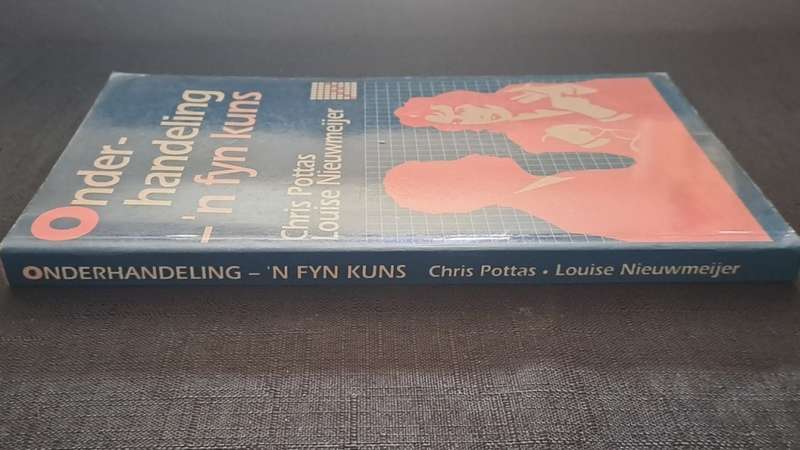 Onder-
handeling
– 'n fyn kuns
Chris Pottas
Louise Nieuwmeijer
ONDERHANDELING – 'N FYN KUNS Chris Pottas • Louise Nieuwmeijer